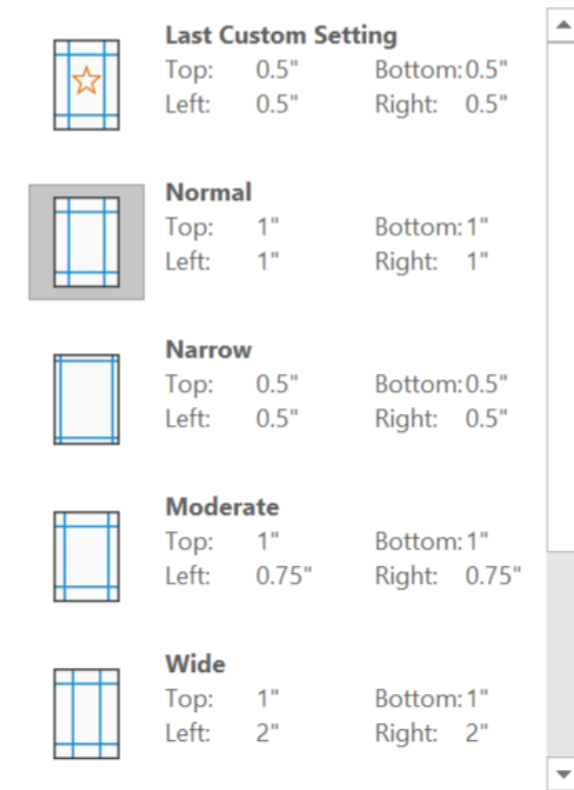 Last Custom Setting
Top: 0.5" Bottom: 0.5"
Left: 0.5" Right: 0.5"
Normal
Top: 1" Bottom: 1"
Left: 1" Right: 1"
Narrow
Top: 0.5" Bottom: 0.5"
Left: 0.5" Right: 0.5"
Moderate
Top: 1" Bottom: 1"
Left: 0.75" Right: 0.75"
Wide
Top: 1" Bottom: 1"
Left: 2" Right: 2"